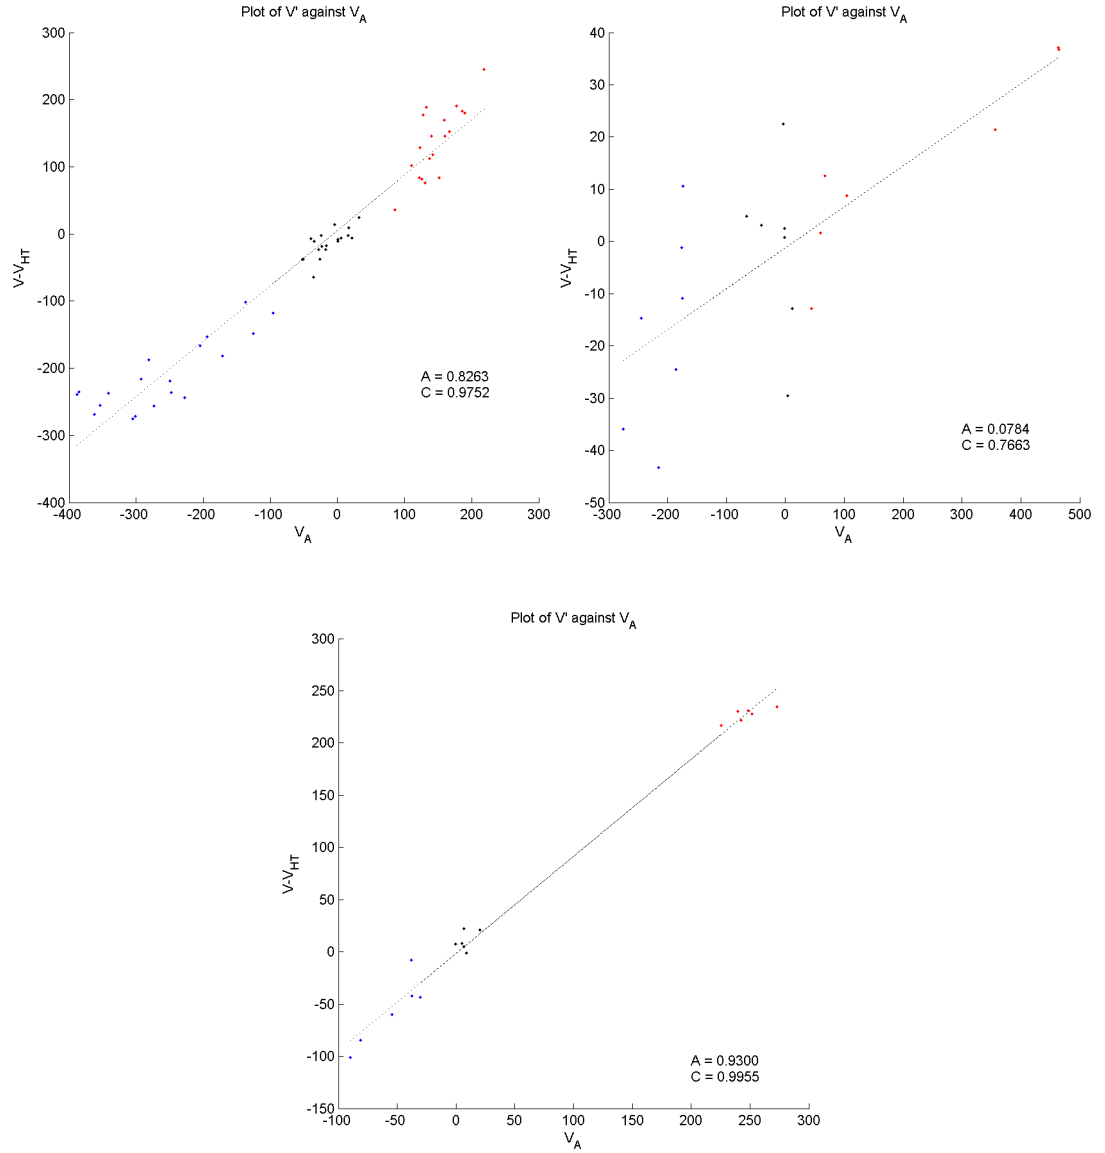 Plot of V' against V_A
300
200
100
0
-100
-200
-300
-400
V-V_HT
-400 -300 -200 -100 0 100 200 300
V_A
A = 0.8263
C = 0.9752
Plot of V' against V_A
40
30
20
10
0
-10
-20
-30
-40
-50
V-V_HT
-300 -200 -100 0 100 200 300 400 500
V_A
A = 0.0784
C = 0.7663
Plot of V' against V_A
300
250
200
150
100
50
0
-50
-100
-150
V-V_HT
-100 -50 0 50 100 150 200 250 300
V_A
A = 0.9300
C = 0.9955